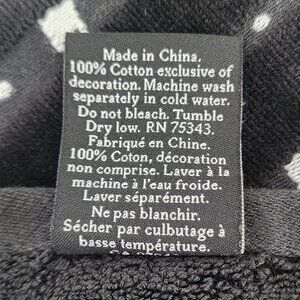 Made in China.
100% Cotton exclusive of
decoration. Machine wash
separately in cold water.
Do not bleach. Tumble
Dry low. RN 75343.
Fabriqué en Chine.
100% Coton, décoration
non comprise. Laver à la
machine à l'eau froide.
Laver séparément.
Ne pas blanchir.
Sécher par culbutage à
basse température.